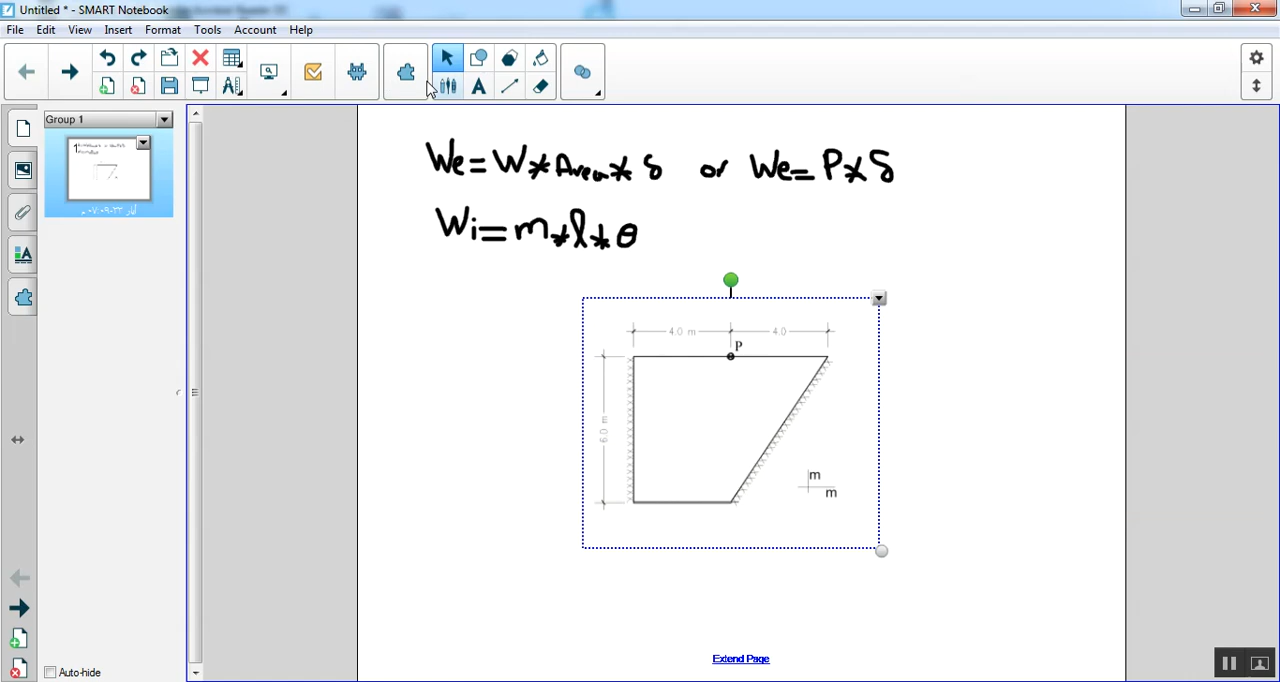 Untitled * - SMART Notebook
File Edit View Insert Format Tools Account Help
Group 1
We = W * Area * δ or We = P * δ
Wi = m * l * θ
4.0 m 4.0
P
6.0 m
m
m
Extend Page
Auto-hide